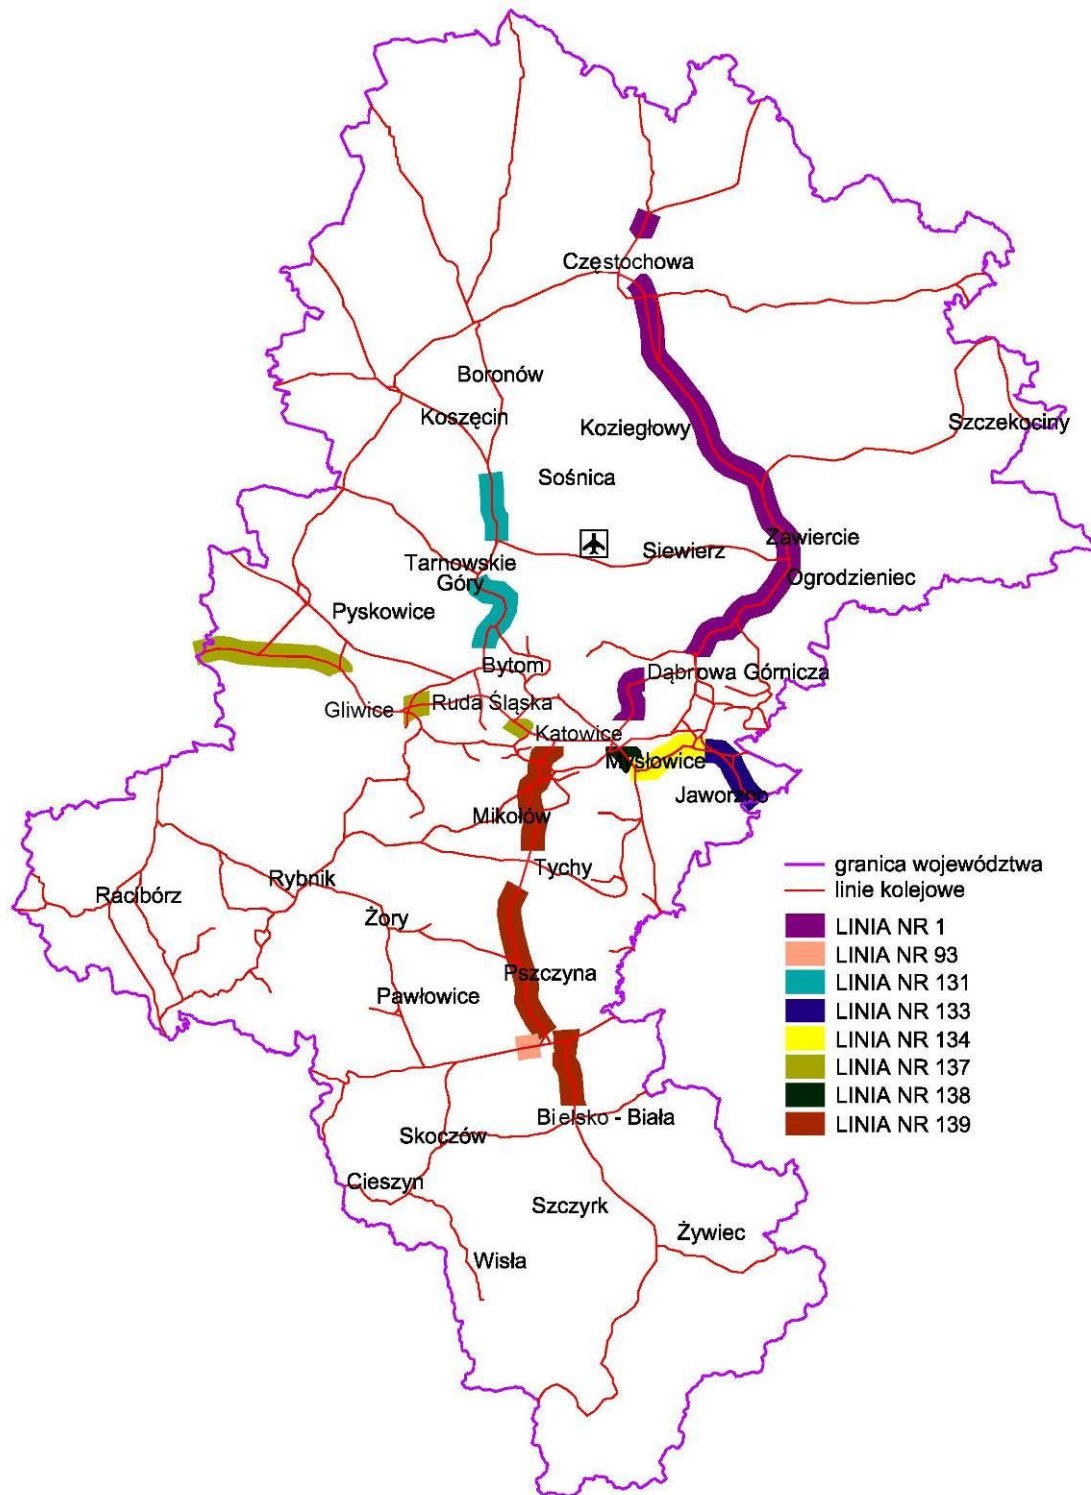 Częstochowa
Boronów
Koszęcin
Koziegłowy
Szczekociny
Sośnica
Zawiercie
Siewierz
Tarnowskie
Góry
Ogrodzieniec
Pyskowice
Bytom
Dąbrowa Górnicza
Ruda Śląska
Gliwice
Katowice
Mysłowice
Jaworzno
Mikołów
Tychy
Rybnik
Racibórz
Żory
Pszczyna
Pawłowice
Bielsko - Biała
Skoczów
Cieszyn
Szczyrk
Żywiec
Wisła
granica województwa
linie kolejowe
LINIA NR 1
LINIA NR 93
LINIA NR 131
LINIA NR 133
LINIA NR 134
LINIA NR 137
LINIA NR 138
LINIA NR 139